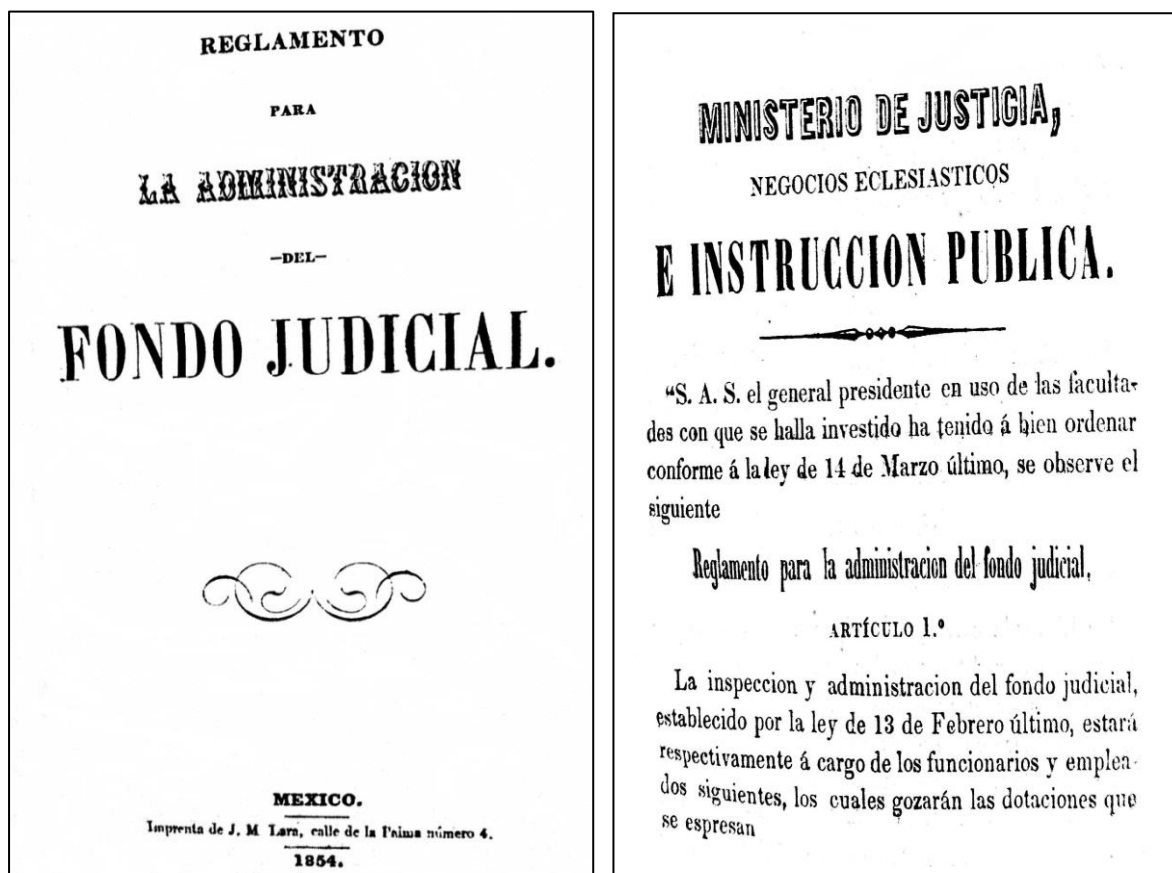 REGLAMENTO
PARA
LA ADMINISTRACION
—DEL—
FONDO JUDICIAL.
MEXICO.
Imprenta de J. M. Lara, calle de la Palma número 4.
1854.
MINISTERIO DE JUSTICIA,
NEGOCIOS ECLESIASTICOS
E INSTRUCCION PUBLICA.
“S. A. S. el general presidente en uso de las faculta-
des con que se halla investido ha tenido á bien ordenar
conforme á la ley de 14 de Marzo último, se observe el
siguiente
Reglamento para la administracion del fondo judicial.
ARTÍCULO 1.º
La inspeccion y administracion del fondo judicial,
establecido por la ley de 13 de Febrero último, estará
respectivamente á cargo de los funcionarios y emplea-
dos siguientes, los cuales gozarán las dotaciones que
se espresan